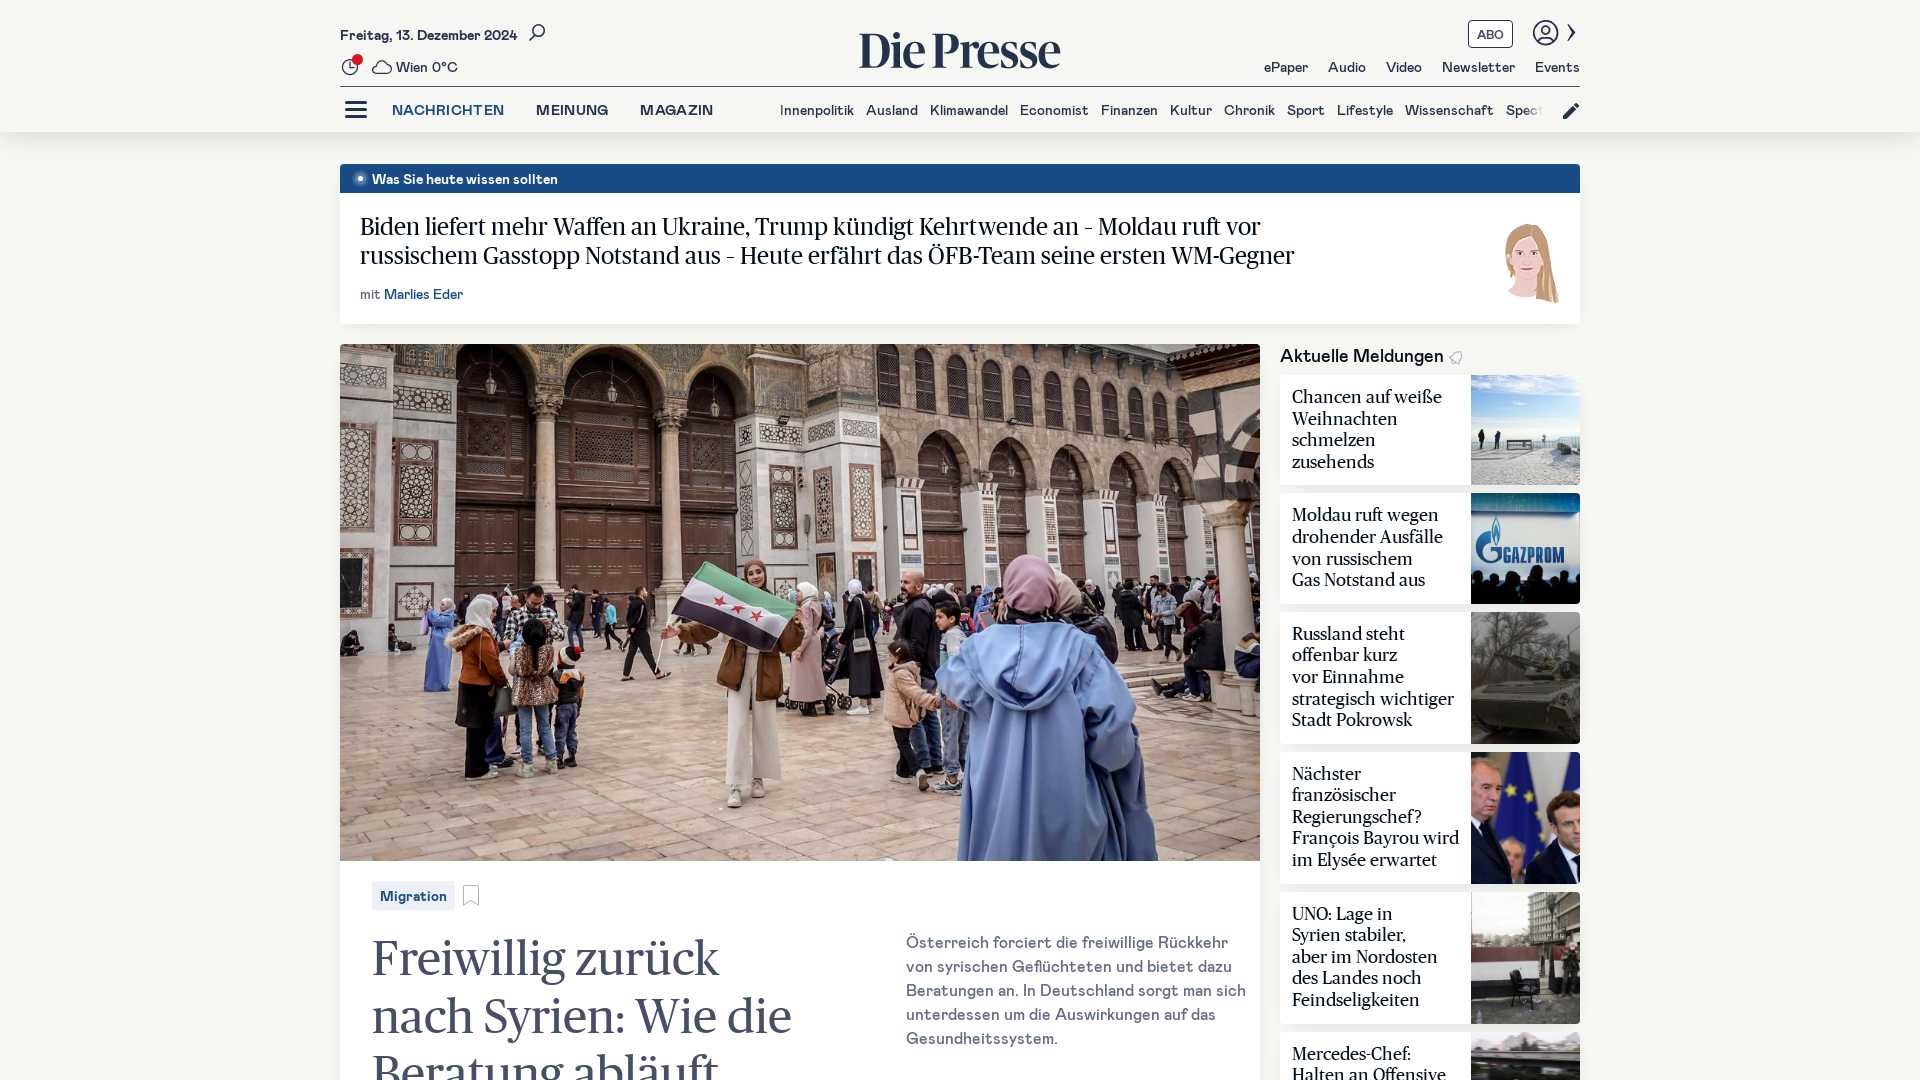 Freitag, 13. Dezember 2024
Wien 0°C
Die Presse
ABO
ePaper Audio Video Newsletter Events
NACHRICHTEN MEINUNG MAGAZIN
Innenpolitik Ausland Klimawandel Economist Finanzen Kultur Chronik Sport Lifestyle Wissenschaft Spect
Was Sie heute wissen sollten
Biden liefert mehr Waffen an Ukraine, Trump kündigt Kehrtwende an – Moldau ruft vor
russischem Gasstopp Notstand aus – Heute erfährt das ÖFB-Team seine ersten WM-Gegner
mit Marlies Eder
Migration
Freiwillig zurück
nach Syrien: Wie die
Beratung abläuft
Österreich forciert die freiwillige Rückkehr
von syrischen Geflüchteten und bietet dazu
Beratungen an. In Deutschland sorgt man sich
unterdessen um die Auswirkungen auf das
Gesundheitssystem.
Aktuelle Meldungen
Chancen auf weiße
Weihnachten
schmelzen
zusehends
Moldau ruft wegen
drohender Ausfälle
von russischem
Gas Notstand aus
GAZPROM
Russland steht
offenbar kurz
vor Einnahme
strategisch wichtiger
Stadt Pokrowsk
Nächster
französischer
Regierungschef?
François Bayrou wird
im Elysée erwartet
UNO: Lage in
Syrien stabiler,
aber im Nordosten
des Landes noch
Feindseligkeiten
Mercedes-Chef:
Halten an Offensive